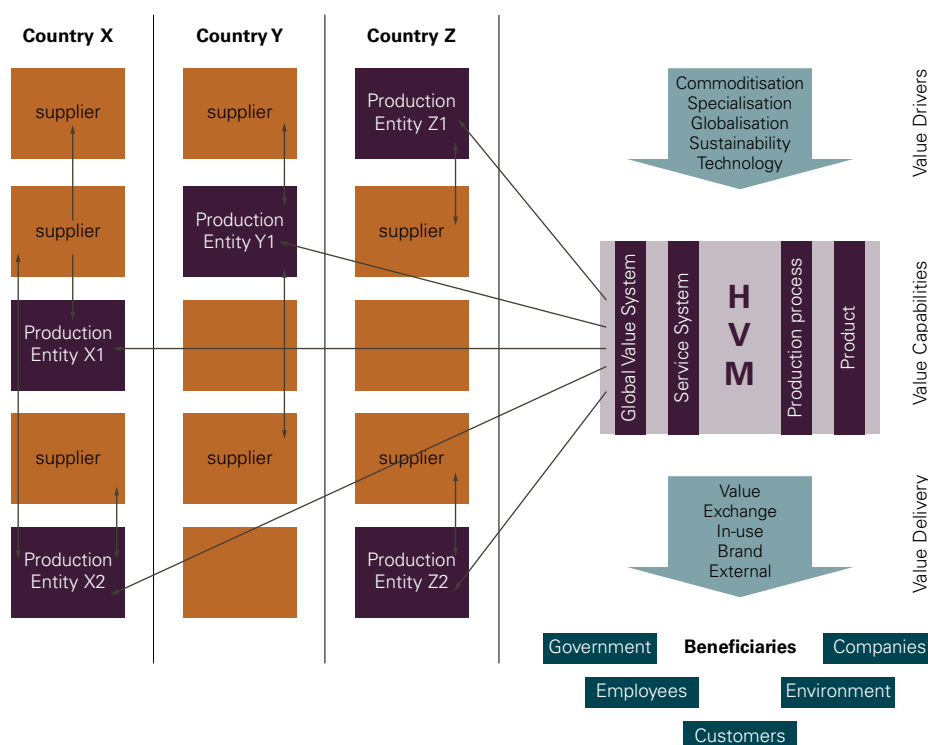 Country X
Country Y
Country Z
supplier
supplier
Production
Entity Z1
supplier
Production
Entity Y1
supplier
Production
Entity X1
supplier
supplier
supplier
Production
Entity X2
Production
Entity Z2
Commoditisation
Specialisation
Globalisation
Sustainability
Technology
Value Drivers
Global Value System
Service System
H
V
M
Production process
Product
Value Capabilities
Value
Exchange
In-use
Brand
External
Value Delivery
Government
Beneficiaries
Companies
Employees
Environment
Customers